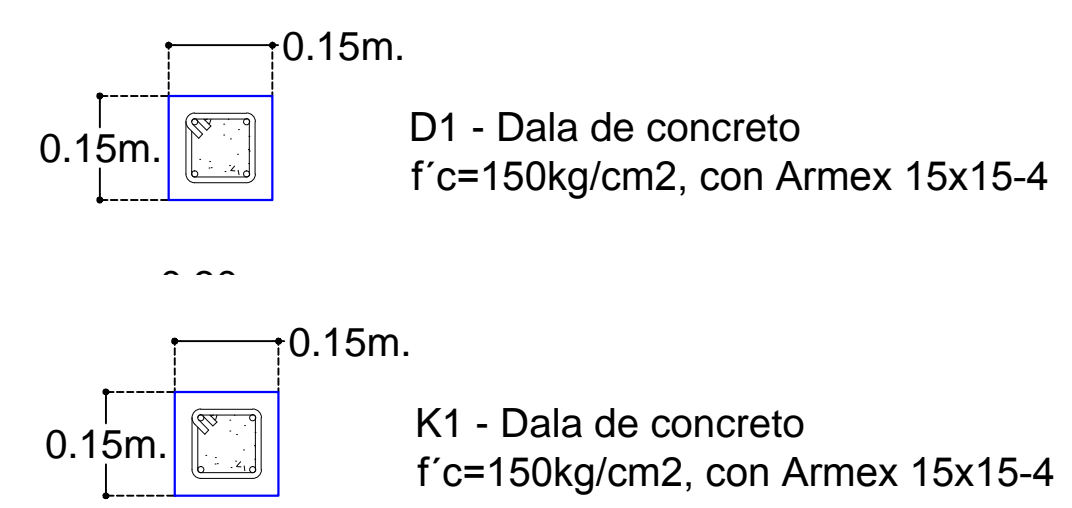 0.15m.
0.15m.
D1 - Dala de concreto
f´c=150kg/cm2, con Armex 15x15-4
0.15m.
0.15m.
K1 - Dala de concreto
f´c=150kg/cm2, con Armex 15x15-4